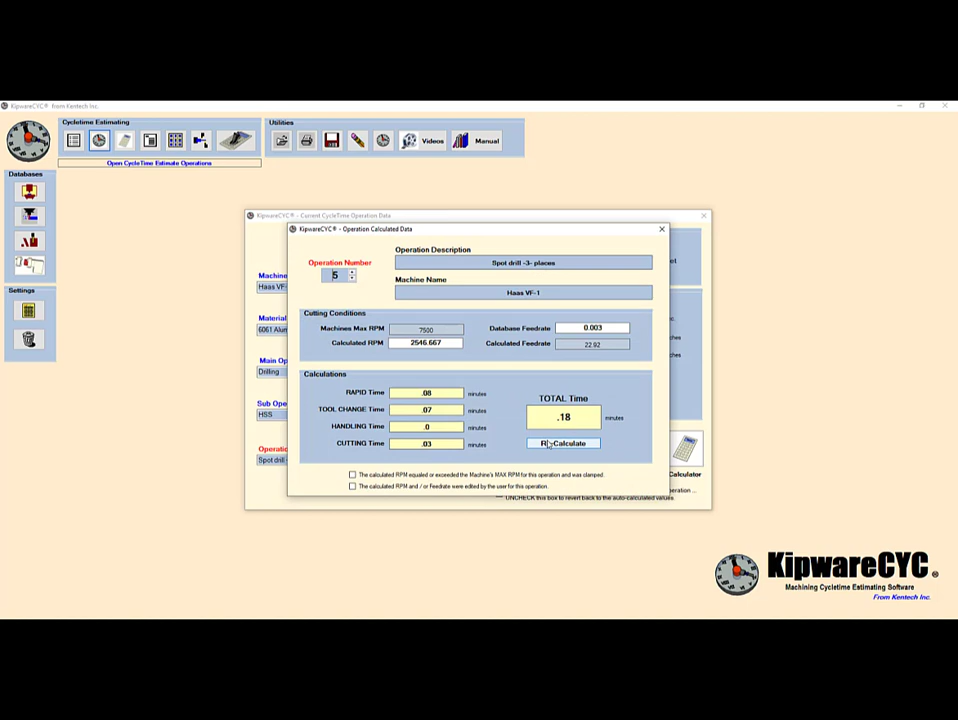 KipwareCYC® from Kentech Inc.
Cycletime Estimating
Utilities
Videos
Manual
Open CycleTime Estimate Operations
Databases
Settings
KipwareCYC® - Current CycleTime Operation Data
KipwareCYC® - Operation Calculated Data
Operation Number
5
Operation Description
Spot drill -3- places
Machine Name
Haas VF-1
Machine
Haas VF-
Material
6061 Alum
Main Op
Drilling
Sub Ope
HSS
Operatio
Spot drill -
Cutting Conditions
Machines Max RPM
7500
Database Feedrate
0.003
Calculated RPM
2546.667
Calculated Feedrate
22.92
Calculations
RAPID Time
.08
minutes
TOOL CHANGE Time
.07
minutes
HANDLING Time
.0
minutes
CUTTING Time
.03
minutes
TOTAL Time
.18
minutes
Calculate
The calculated RPM equaled or exceeded the Machine's MAX RPM for this operation and was clamped.
The calculated RPM and / or Feedrate were edited by the user for this operation.
Calculator
eration ...
UNCHECK this box to revert back to the auto-calculated values.
KipwareCYC®
Machining Cycletime Estimating Software
From Kentech Inc.